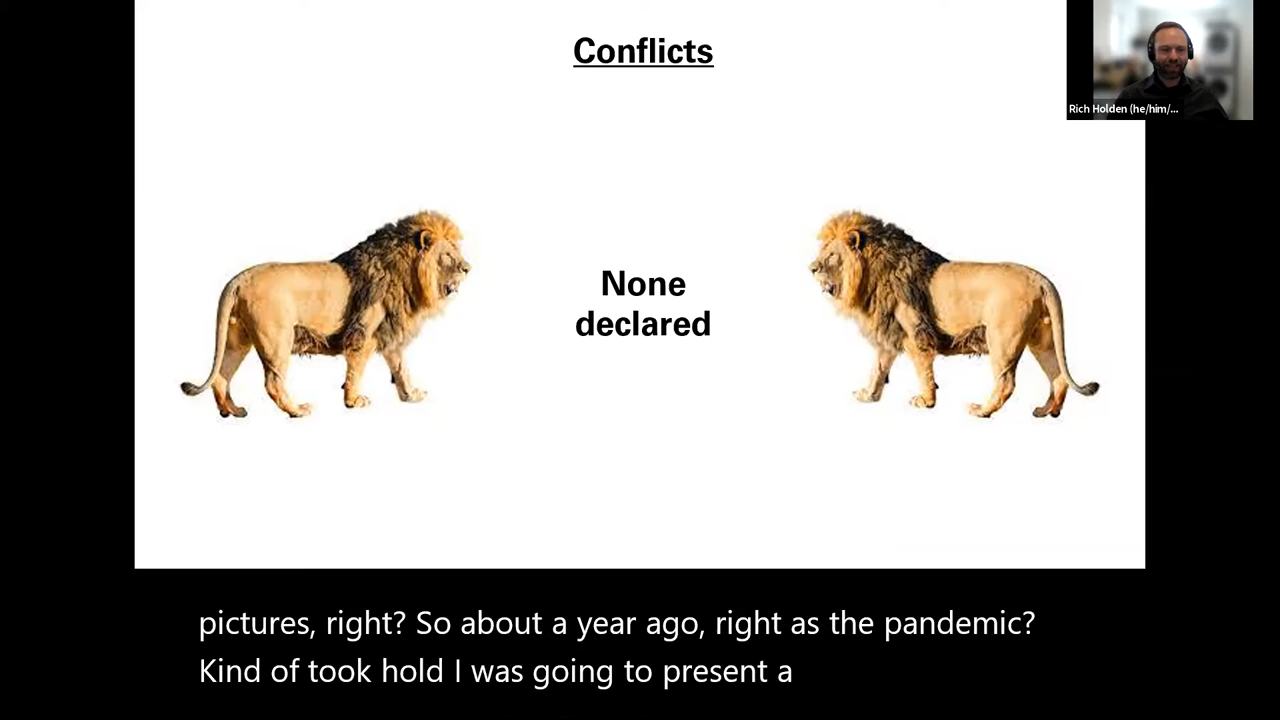 Conflicts
Rich Holden (he/him/...
None
declared
pictures, right? So about a year ago, right as the pandemic?
Kind of took hold I was going to present a